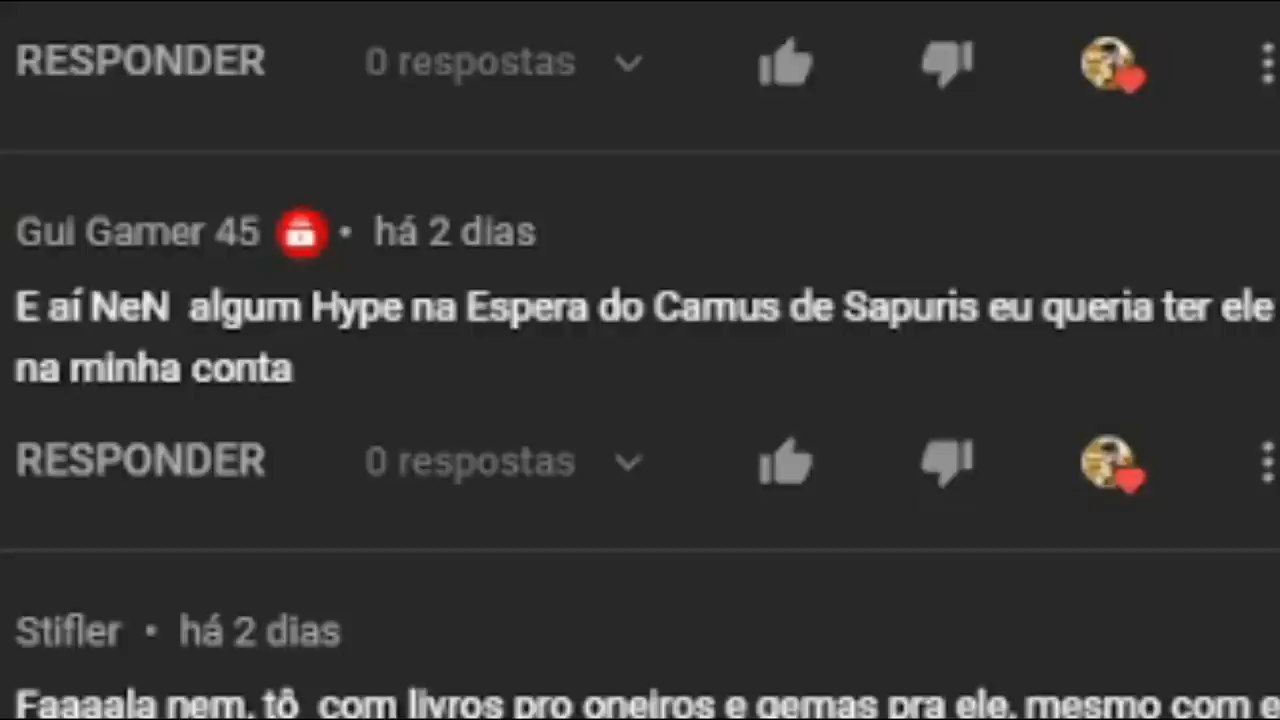 RESPONDER 0 respostas
Gui Gamer 45 • há 2 dias
E aí NeN algum Hype na Espera do Camus de Sapuris eu queria ter ele
na minha conta
RESPONDER 0 respostas
Stifler • há 2 dias
Faaaala nem, tô com livros pro oneiros e gemas pra ele, mesmo com